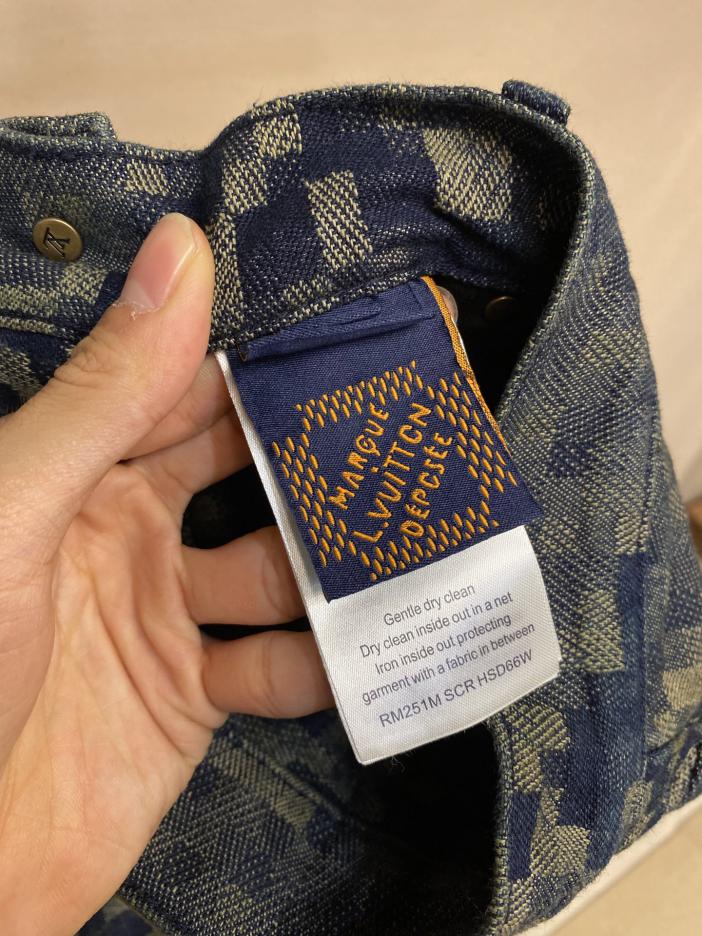 MARQUE
L.VUITTON
DÉPOSÉE
Gentle dry clean
Dry clean inside out in a net
Iron inside out protecting
garment with a fabric in between
RM251M SCR HSD66W
LV